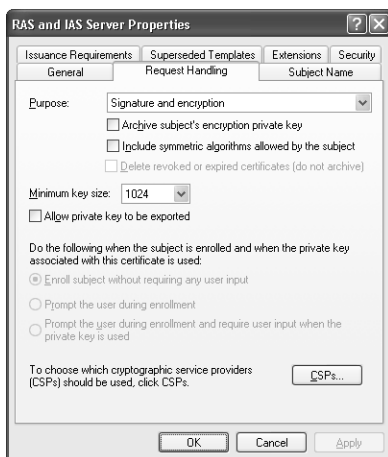 RAS and IAS Server Properties
Issuance Requirements Superseded Templates Extensions Security
General Request Handling Subject Name
Purpose: Signature and encryption
Archive subject's encryption private key
Include symmetric algorithms allowed by the subject
Delete revoked or expired certificates (do not archive)
Minimum key size: 1024
Allow private key to be exported
Do the following when the subject is enrolled and when the private key
associated with this certificate is used:
Enroll subject without requiring any user input
Prompt the user during enrollment
Prompt the user during enrollment and require user input when the
private key is used
To choose which cryptographic service providers
(CSPs) should be used, click CSPs.
CSPs...
OK Cancel Apply